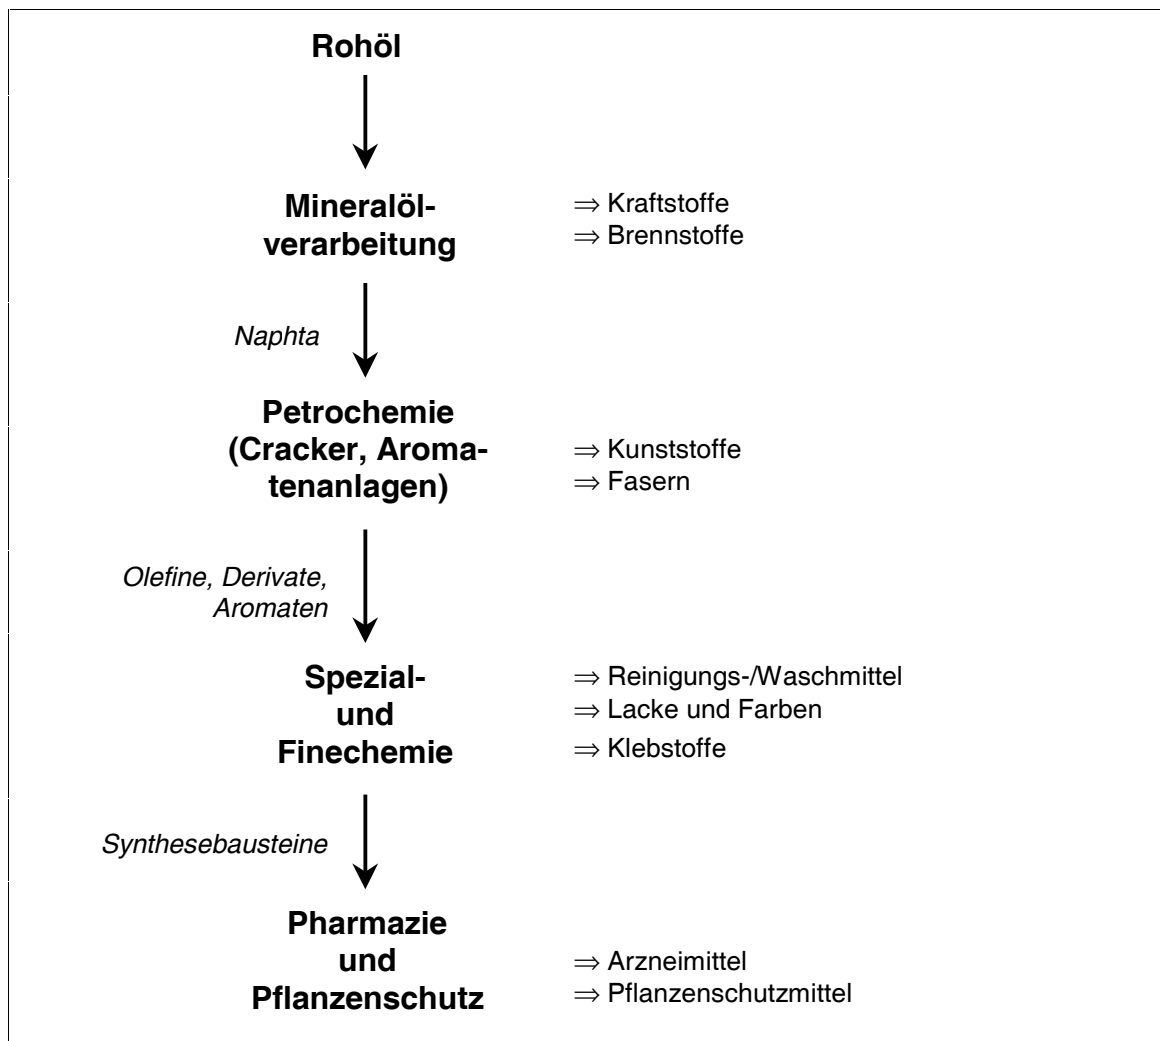 Rohöl
Mineralöl-
verarbeitung
⇒ Kraftstoffe
⇒ Brennstoffe
Naphta
Petrochemie
(Cracker, Aroma-
tenanlagen)
⇒ Kunststoffe
⇒ Fasern
Olefine, Derivate,
Aromaten
Spezial-
und
Finechemie
⇒ Reinigungs-/Waschmittel
⇒ Lacke und Farben
⇒ Klebstoffe
Synthesebausteine
Pharmazie
und
Pflanzenschutz
⇒ Arzneimittel
⇒ Pflanzenschutzmittel